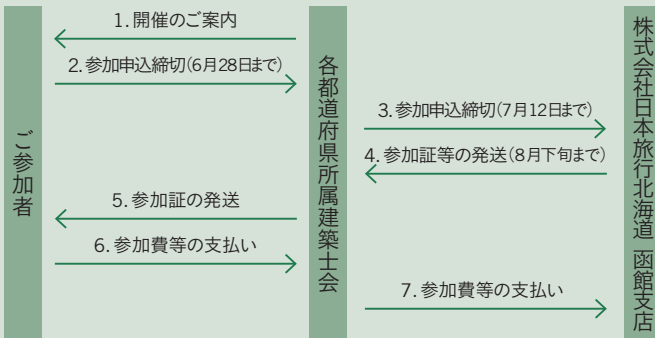 ご参加者
1.開催のご案内
2.参加申込締切(6月28日まで)
5.参加証の発送
6.参加費等の支払い
各都道府県所属建築士会
3.参加申込締切(7月12日まで)
4.参加証等の発送(8月下旬まで)
7.参加費等の支払い
株式会社日本旅行北海道 函館支店